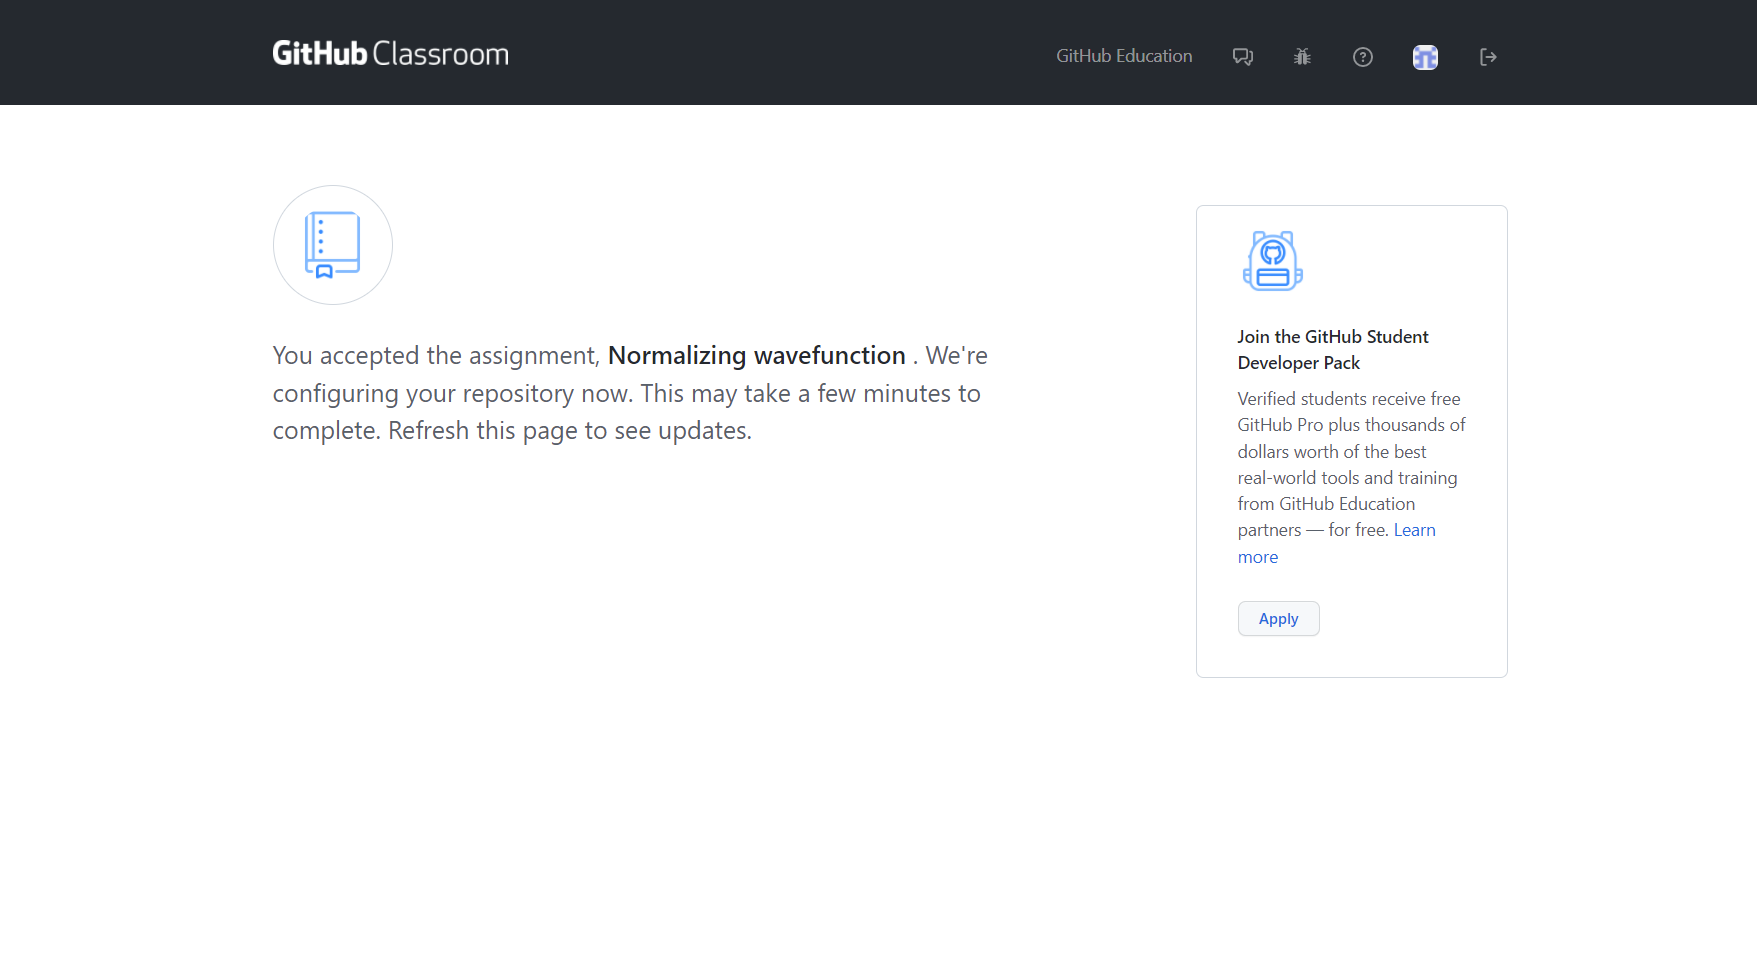 GitHub Classroom
GitHub Education
You accepted the assignment, Normalizing wavefunction . We're
configuring your repository now. This may take a few minutes to
complete. Refresh this page to see updates.
Join the GitHub Student
Developer Pack
Verified students receive free
GitHub Pro plus thousands of
dollars worth of the best
real-world tools and training
from GitHub Education
partners — for free. Learn
more
Apply